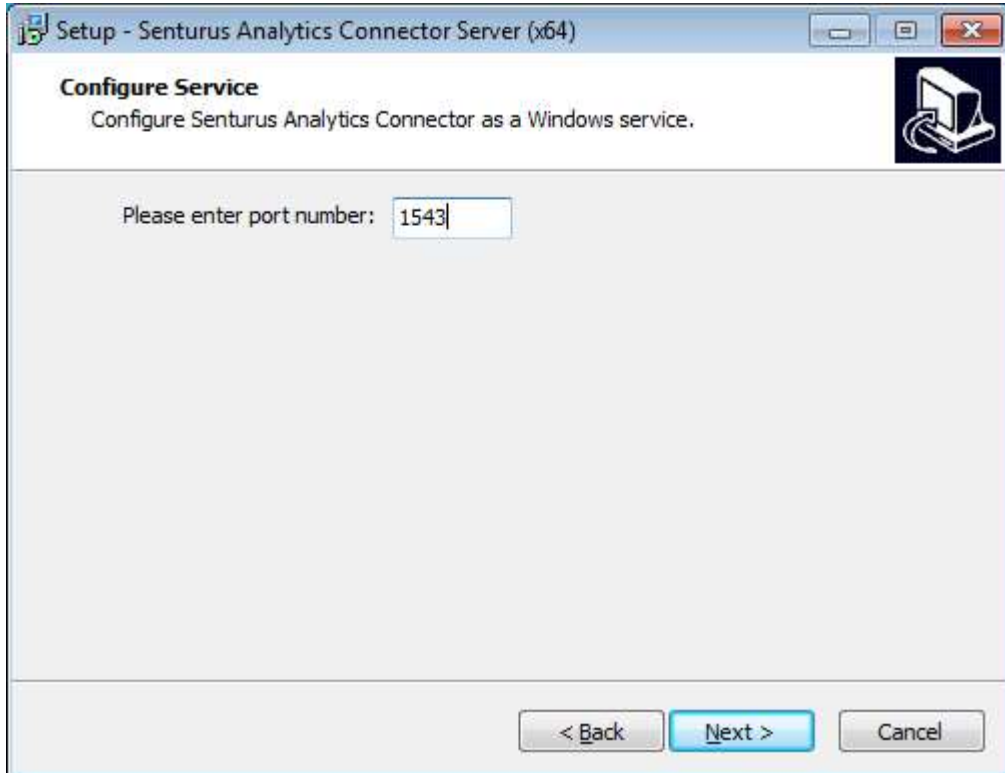 Setup - Senturus Analytics Connector Server (x64)
Configure Service
Configure Senturus Analytics Connector as a Windows service.
Please enter port number: 1543
< Back Next > Cancel